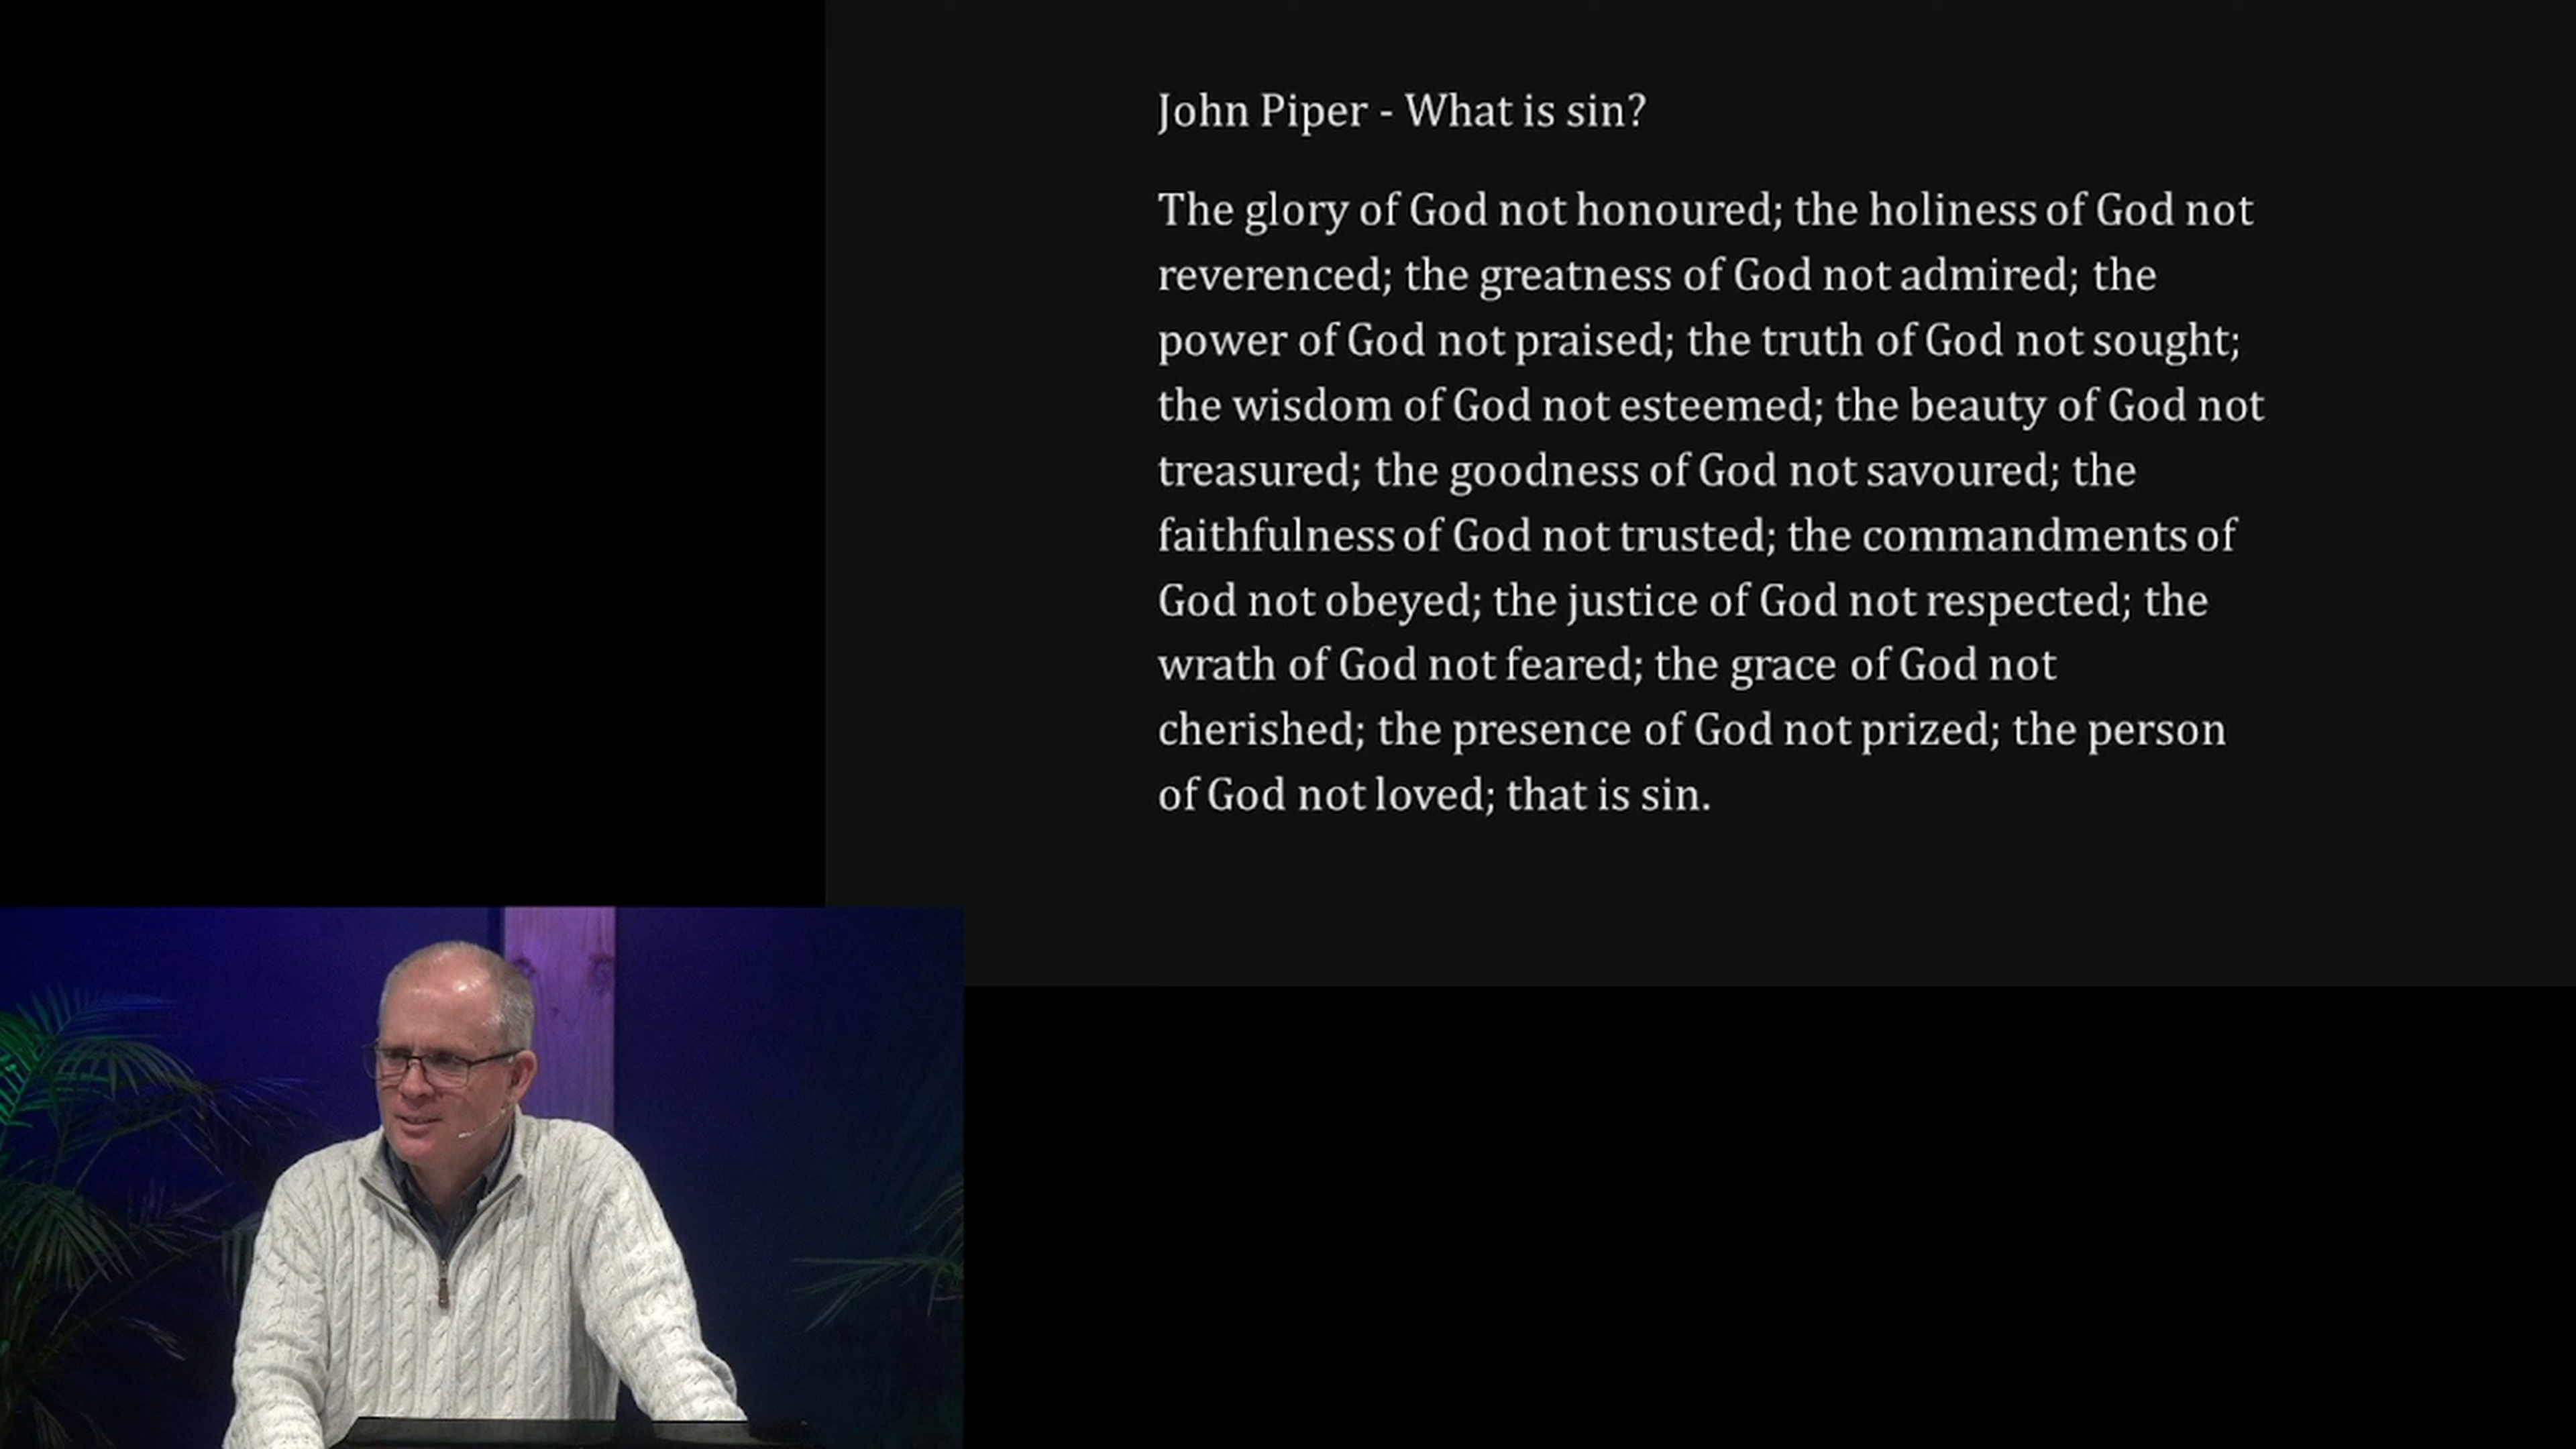 John Piper - What is sin?
The glory of God not honoured; the holiness of God not
reverenced; the greatness of God not admired; the
power of God not praised; the truth of God not sought;
the wisdom of God not esteemed; the beauty of God not
treasured; the goodness of God not savoured; the
faithfulness of God not trusted; the commandments of
God not obeyed; the justice of God not respected; the
wrath of God not feared; the grace of God not
cherished; the presence of God not prized; the person
of God not loved; that is sin.